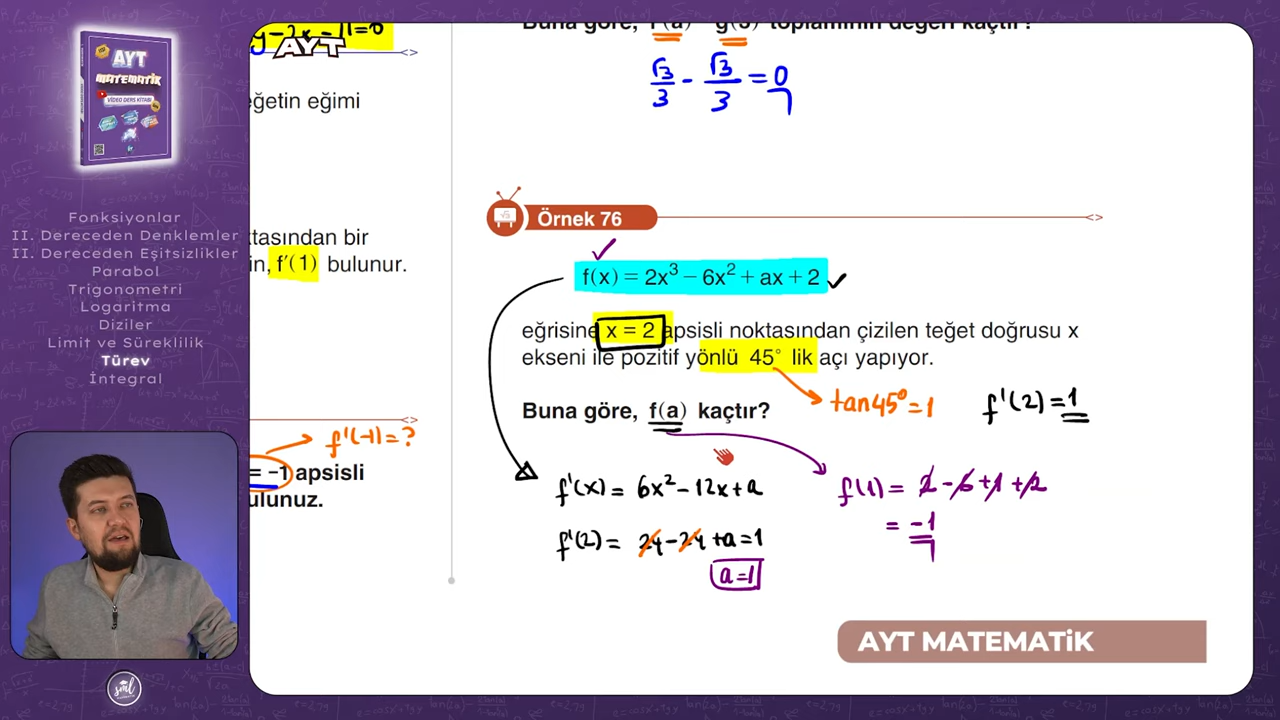 AYT
MATEMATİK
VİDEO DERS KİTABI
Fonksiyonlar
II. Dereceden Denklemler
II. Dereceden Eşitsizlikler
Parabol
Trigonometri
Logaritma
Diziler
Limit ve Süreklilik
Türev
İntegral
sml
AYT
eğetin eğimi
ktasından bir
in, f′(1) bulunur.
f'(-1)=?
= −1 apsisli
ulunuz.
Buna göre, f(a) g(3) toplamının değeri kaçtır?
√3/3 - √3/3 = 0
Örnek 76
f(x) = 2x³ − 6x² + ax + 2
eğrisine x = 2 apsisli noktasından çizilen teğet doğrusu x
ekseni ile pozitif yönlü 45° lik açı yapıyor.
tan45°=1 f'(2)=1
Buna göre, f(a) kaçtır?
f'(x) = 6x²-12x+a
f'(2) = 24-24+a=1
a=1
f(1) = 2-6+1+2
= -1
AYT MATEMATİK